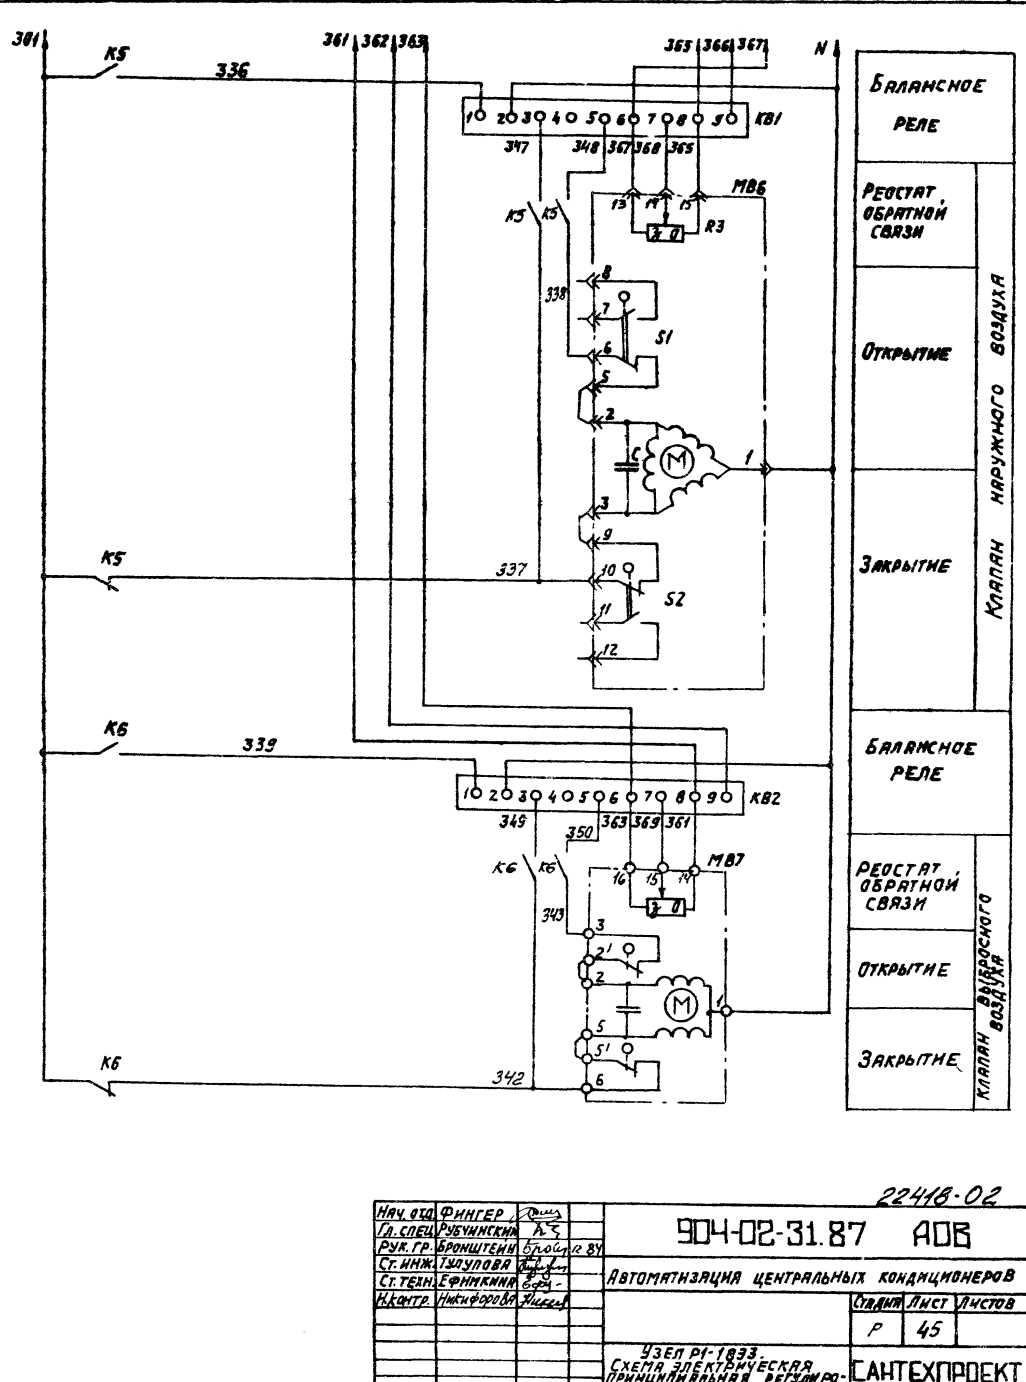 301 361 362 363 365 366 367 N
K5
336
1 2 3 4 5 6 7 8 9 KB1
347 348 367 368 365
БАЛАНСНОЕ
РЕЛЕ
K5 K5
13 14 15
МВ6
З О
R3
РЕОСТАТ
ОБРАТНОЙ
СВЯЗИ
338
8
7
6
5
2
S1
ОТКРЫТИЕ
C
M
1
3
9
10
11
12
S2
K5
337
ЗАКРЫТИЕ
КЛАПАН НАРУЖНОГО ВОЗДУХА
K6
339
1 2 3 4 5 6 7 8 9 KB2
349 350 363 369 361
БАЛАНСНОЕ
РЕЛЕ
K6 K6
16 15 14
МВ7
З О
РЕОСТАТ
ОБРАТНОЙ
СВЯЗИ
343
3
2'
2
ОТКРЫТИЕ
M
1
5
5'
6
K6
342
ЗАКРЫТИЕ
КЛАПАН ВЫБРОСНОГО
ВОЗДУХА
22418-02
НАЧ. ОТД ФИНГЕР
ГЛ. СПЕЦ РУБЧИНСКИЙ
РУК. ГР. БРОНШТЕЙН
СТ. ИНЖ. ТУЛУПОВА
СТ. ТЕХН. ЕФИМКИНА
Н.КОНТР. НИКИФОРОВА
904-02-31.87 АОВ
АВТОМАТИЗАЦИЯ ЦЕНТРАЛЬНЫХ КОНДИЦИОНЕРОВ
СТАДИЯ ЛИСТ ЛИСТОВ
Р 45
УЗЕЛ Р1-1833.
СХЕМА ЭЛЕКТРИЧЕСКАЯ
ПРИНЦИПИАЛЬНАЯ РЕГУЛИРО-
САНТЕХПРОЕКТ